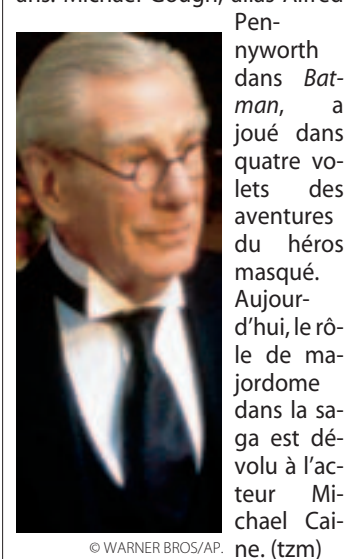 ans. Michael Gough, alias Alfred
Pen-
nyworth
dans Bat-
man, a
joué dans
quatre vo-
lets des
aventures
du héros
masqué.
Aujour-
d'hui, le rô-
le de ma-
jordome
dans la sa-
ga est dé-
volu à l'ac-
teur Mi-
chael Cai-
ne. (tzm)
© WARNER BROS/AP.